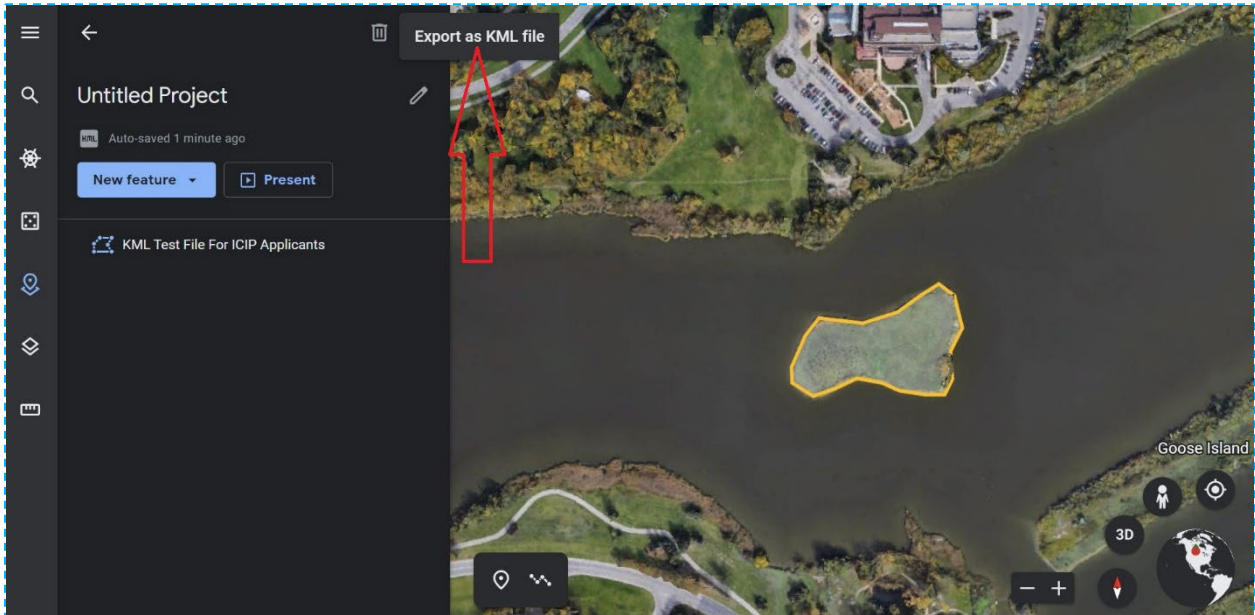 Export as KML file
Untitled Project
KML Auto-saved 1 minute ago
New feature
Present
KML Test File For ICIP Applicants
Goose Island
3D